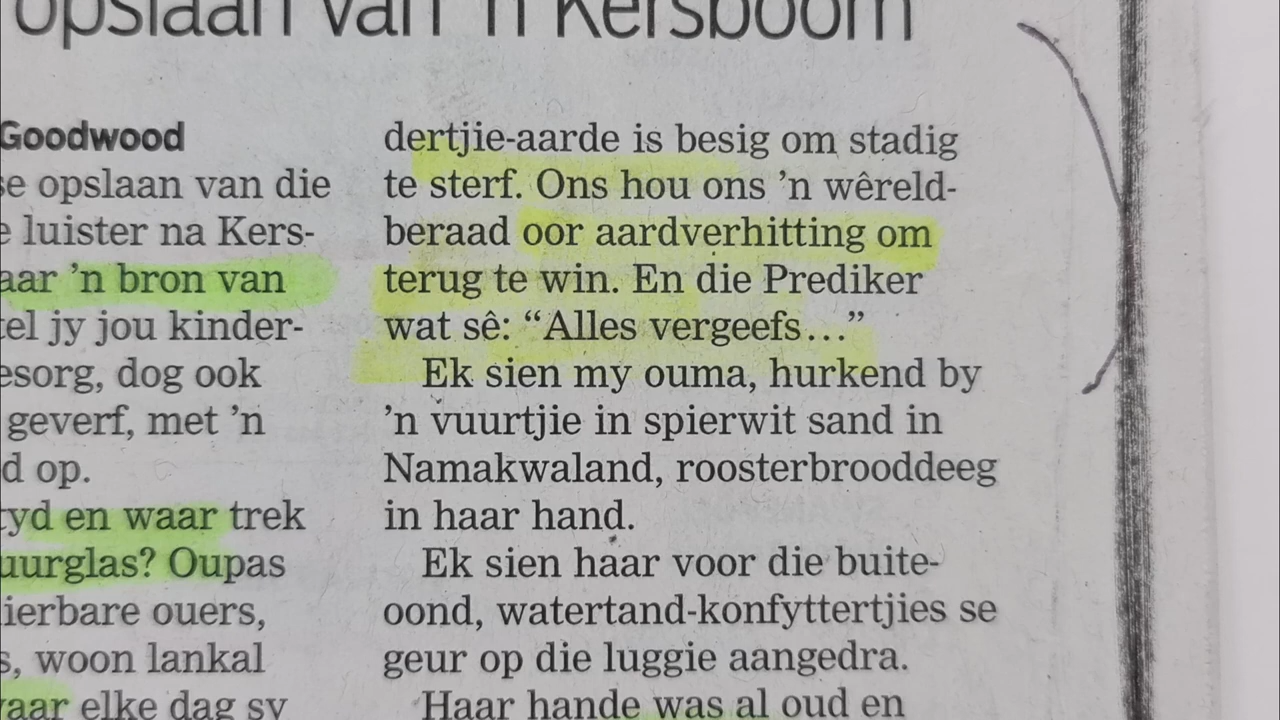 opslaan van 'n Kersboom
Goodwood
se opslaan van die
e luister na Kers-
aar 'n bron van
tel jy jou kinder-
esorg, dog ook
geverf, met 'n
d op.
tyd en waar trek
uurglas? Oupas
ierbare ouers,
s, woon lankal
vaar elke dag sy
dertjie-aarde is besig om stadig
te sterf. Ons hou ons 'n wêreld-
beraad oor aardverhitting om
terug te win. En die Prediker
wat sê: “Alles vergeefs…”
Ek sien my ouma, hurkend by
'n vuurtjie in spierwit sand in
Namakwaland, roosterbrooddeeg
in haar hand.
Ek sien haar voor die buite-
oond, watertand-konfyttertjies se
geur op die luggie aangedra.
Haar hande was al oud en